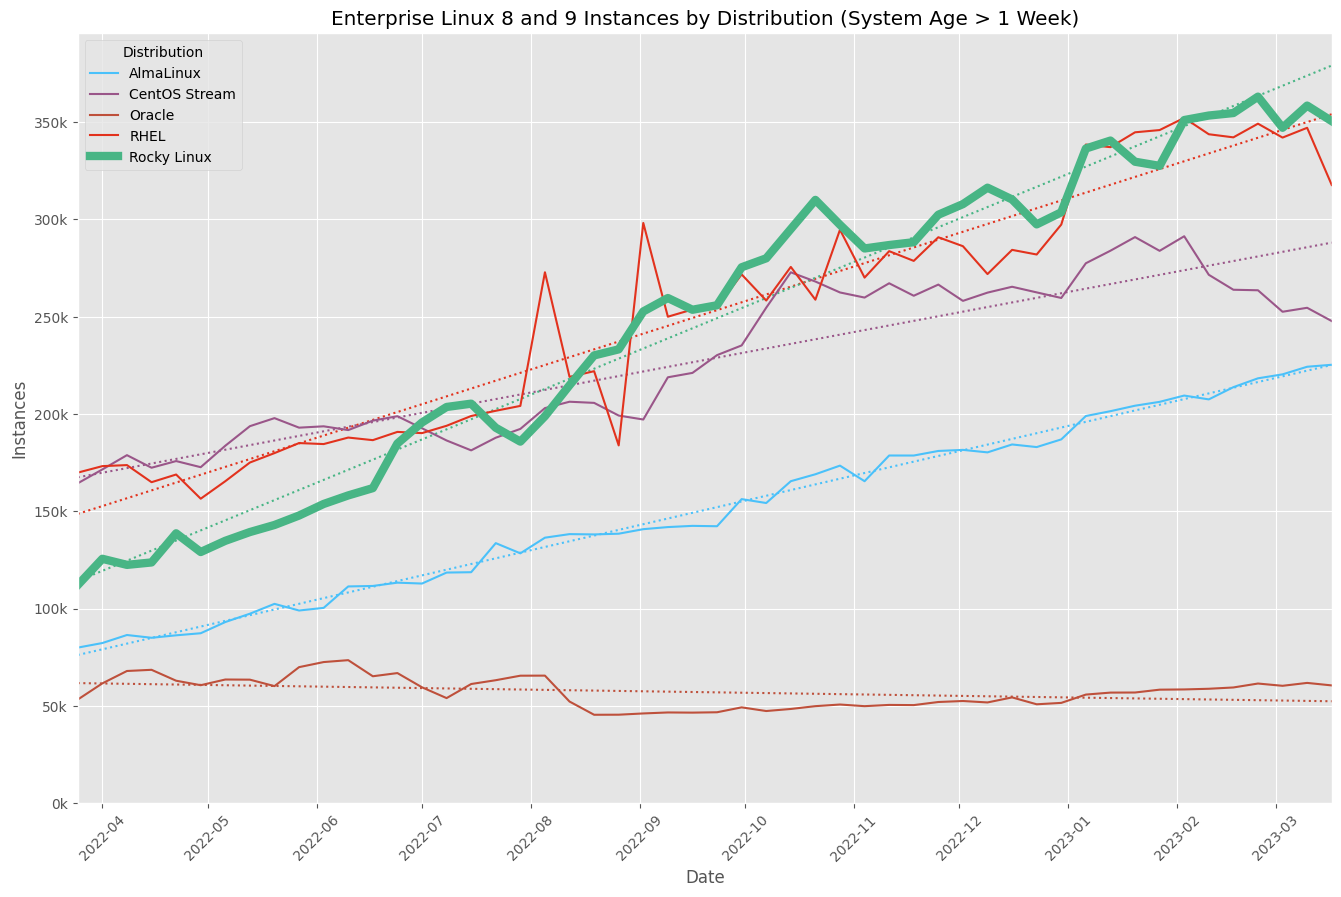 Enterprise Linux 8 and 9 Instances by Distribution (System Age > 1 Week)
Distribution
AlmaLinux
CentOS Stream
Oracle
RHEL
Rocky Linux
350k
300k
250k
200k
150k
100k
50k
0k
Instances
2022-04
2022-05
2022-06
2022-07
2022-08
2022-09
2022-10
2022-11
2022-12
2023-01
2023-02
2023-03
Date